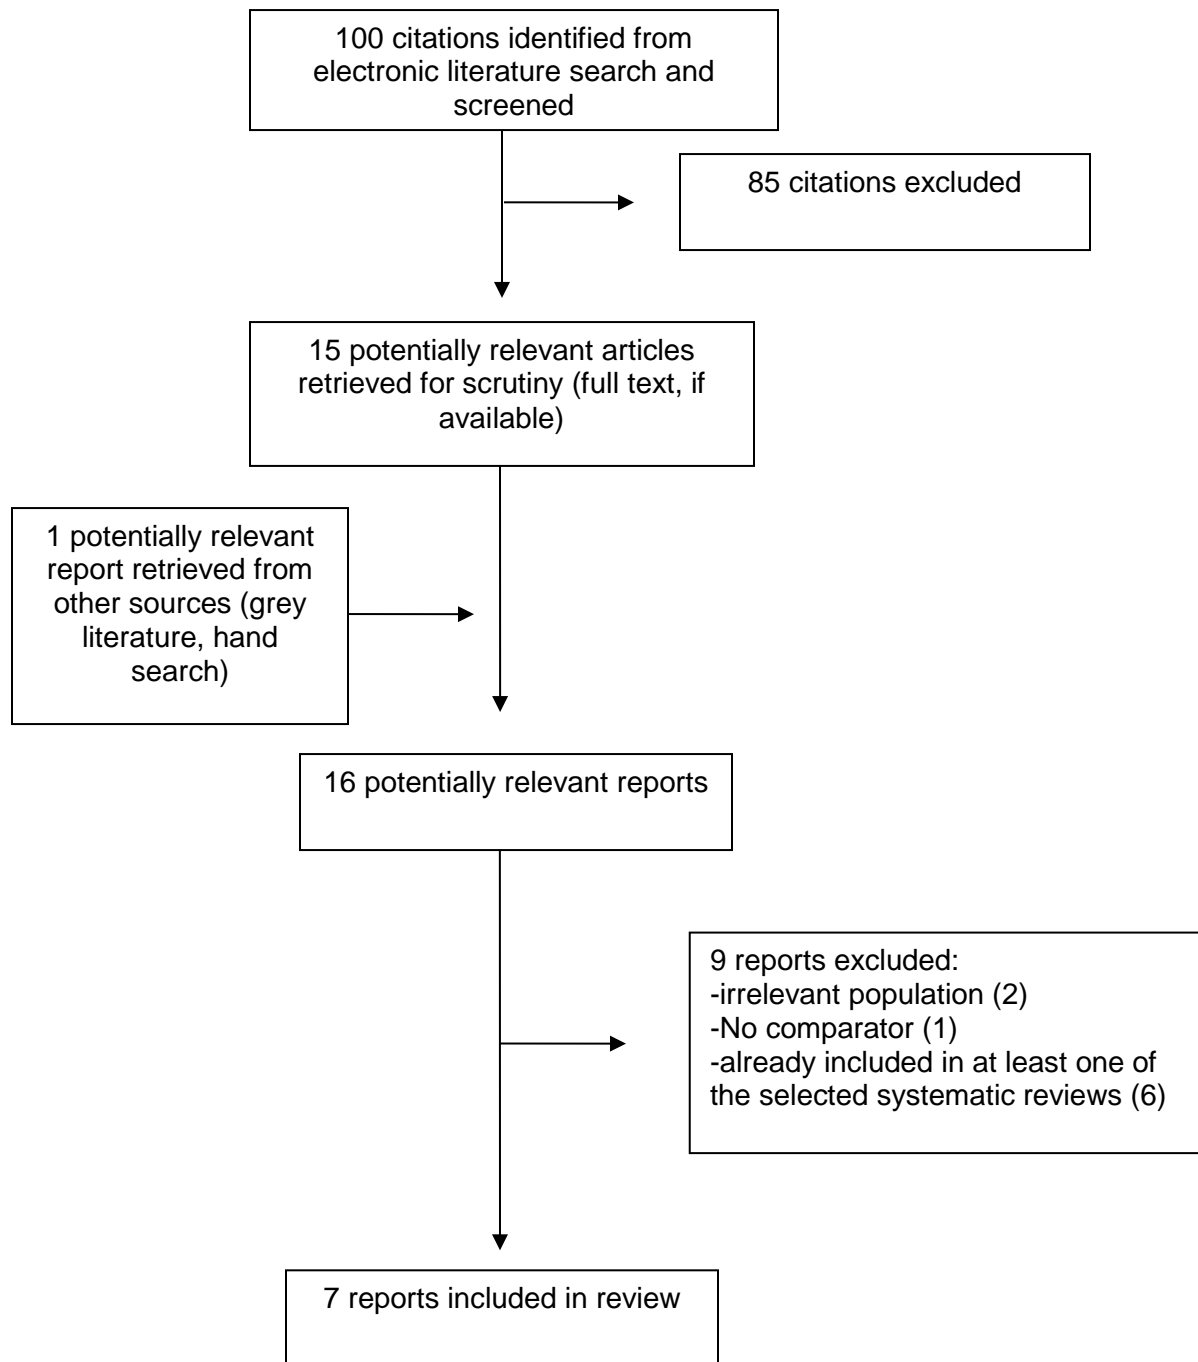 100 citations identified from
electronic literature search and
screened
85 citations excluded
15 potentially relevant articles
retrieved for scrutiny (full text, if
available)
1 potentially relevant
report retrieved from
other sources (grey
literature, hand
search)
16 potentially relevant reports
9 reports excluded:
-irrelevant population (2)
-No comparator (1)
-already included in at least one of
the selected systematic reviews (6)
7 reports included in review